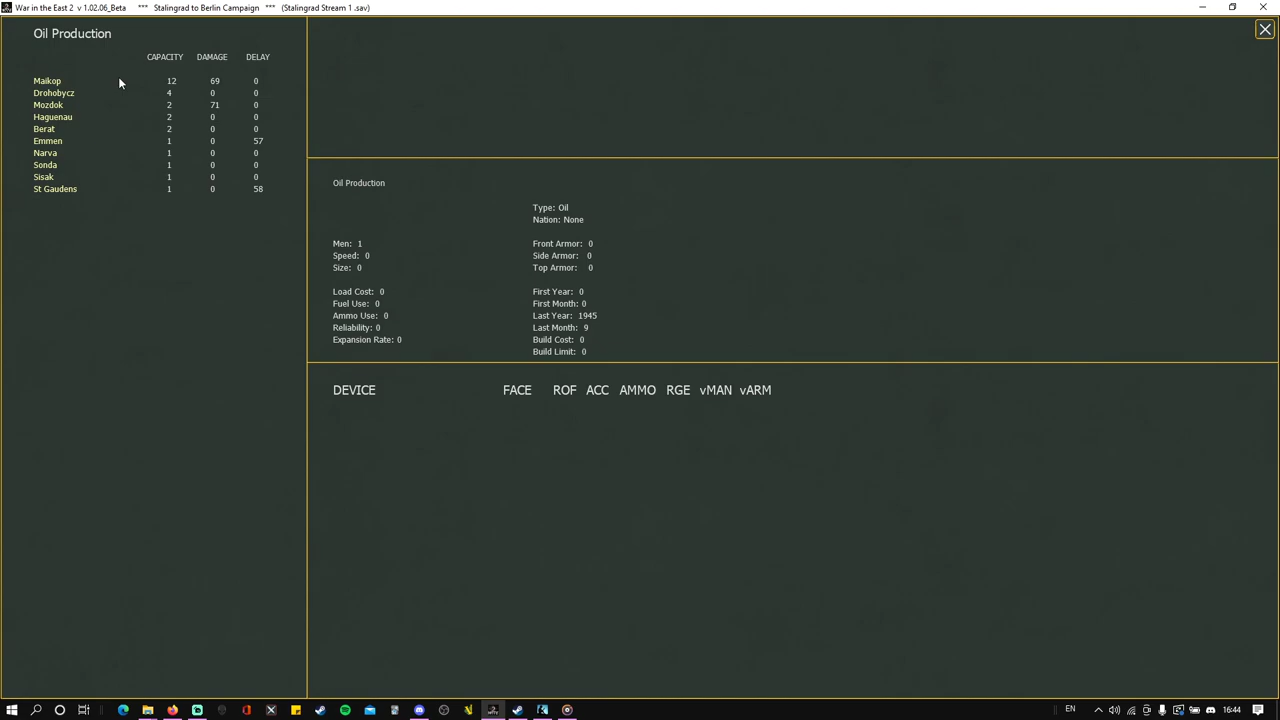 War in the East 2 v 1.02.06_Beta *** Stalingrad to Berlin Campaign *** (Stalingrad Stream 1 .sav)
Oil Production
CAPACITY DAMAGE DELAY
Maikop 12 69 0
Drohobycz 4 0 0
Mozdok 2 71 0
Haguenau 2 0 0
Berat 2 0 0
Emmen 1 0 57
Narva 1 0 0
Sonda 1 0 0
Sisak 1 0 0
St Gaudens 1 0 58
Oil Production
Type: Oil
Nation: None
Men: 1 Front Armor: 0
Speed: 0 Side Armor: 0
Size: 0 Top Armor: 0
Load Cost: 0 First Year: 0
Fuel Use: 0 First Month: 0
Ammo Use: 0 Last Year: 1945
Reliability: 0 Last Month: 9
Expansion Rate: 0 Build Cost: 0
Build Limit: 0
DEVICE FACE ROF ACC AMMO RGE vMAN vARM
EN 16:44